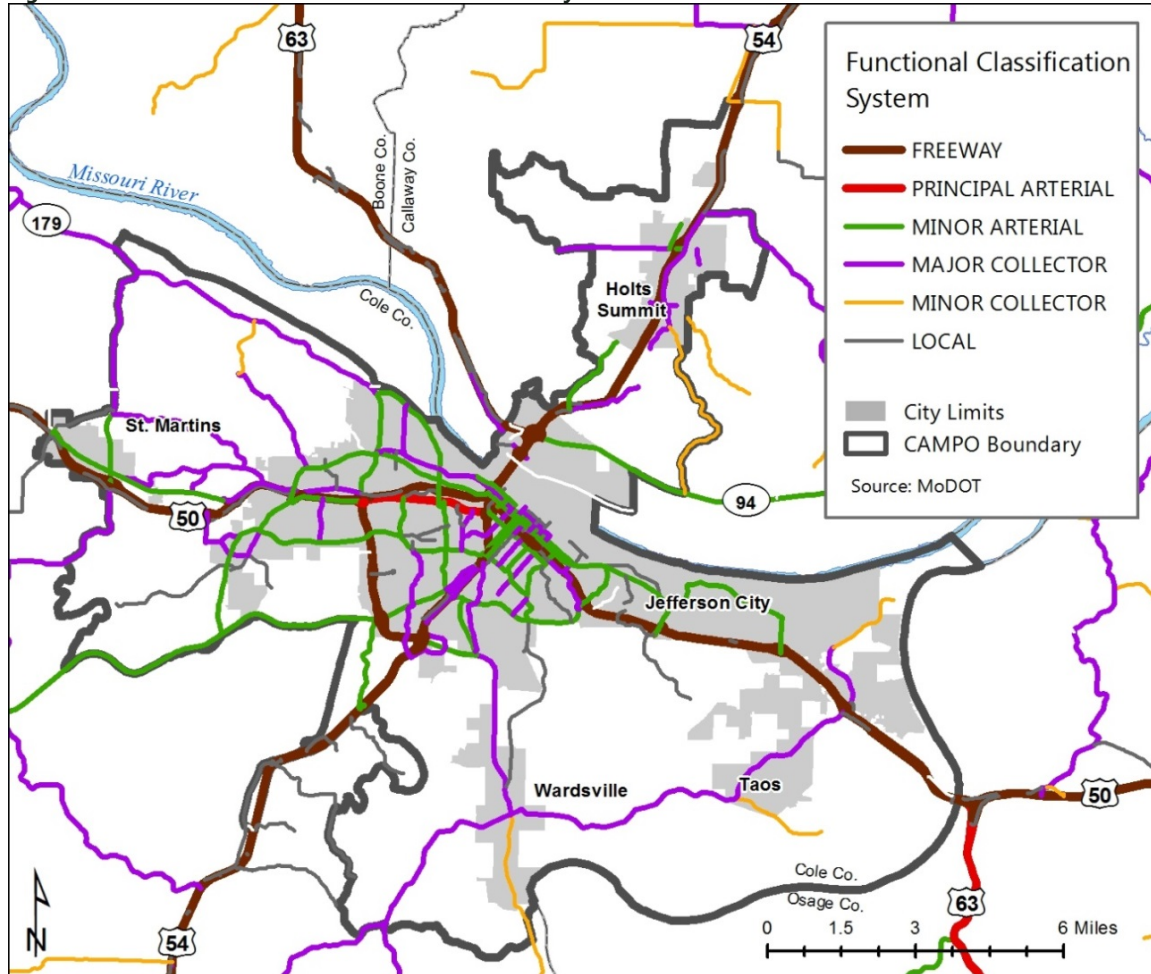 63
54
Functional Classification
System
FREEWAY
PRINCIPAL ARTERIAL
MINOR ARTERIAL
MAJOR COLLECTOR
MINOR COLLECTOR
LOCAL
City Limits
CAMPO Boundary
Source: MoDOT
Missouri River
Boone Co.
Callaway Co.
179
Cole Co.
Holts
Summit
St. Martins
50
94
Jefferson City
Wardsville
Taos
50
Cole Co.
Osage Co.
63
54
N
0 1.5 3 6 Miles